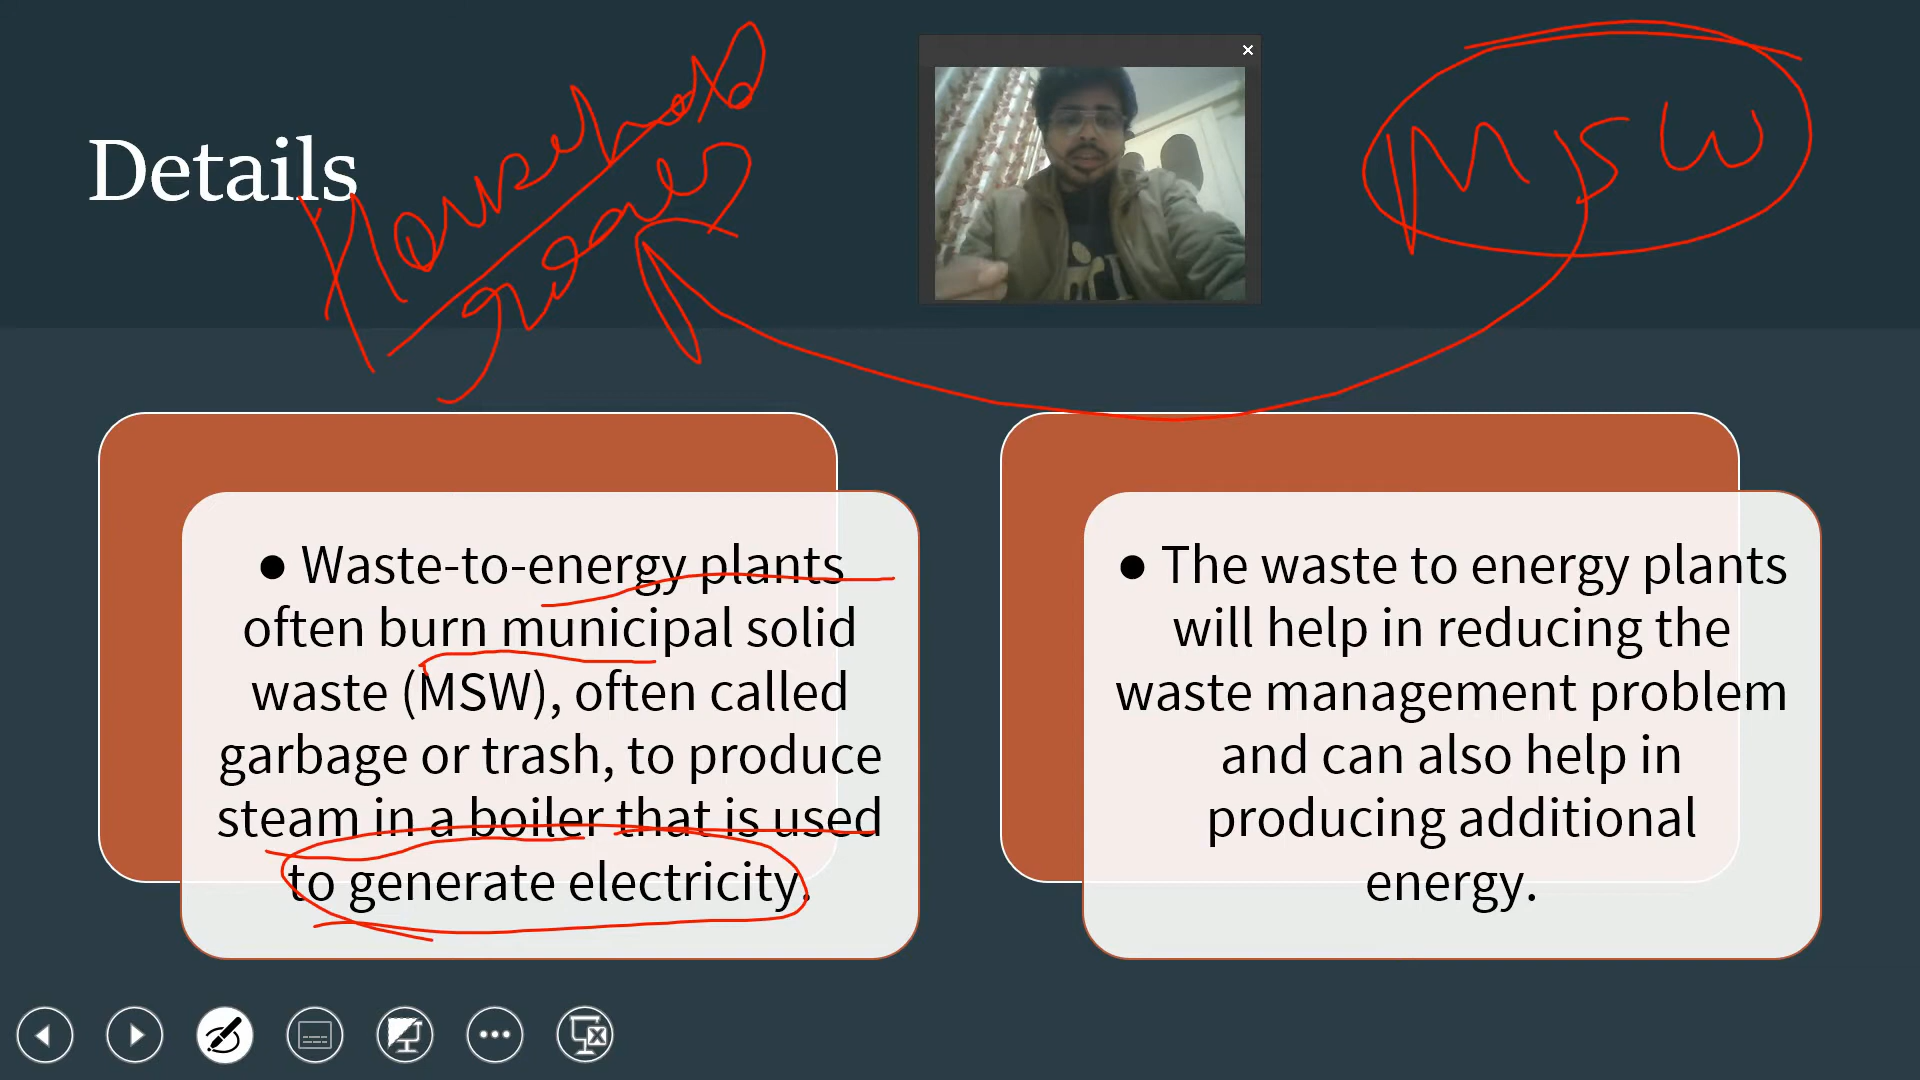 Details
Household
MSW
● Waste-to-energy plants
often burn municipal solid
waste (MSW), often called
garbage or trash, to produce
steam in a boiler that is used
to generate electricity.
● The waste to energy plants
will help in reducing the
waste management problem
and can also help in
producing additional
energy.